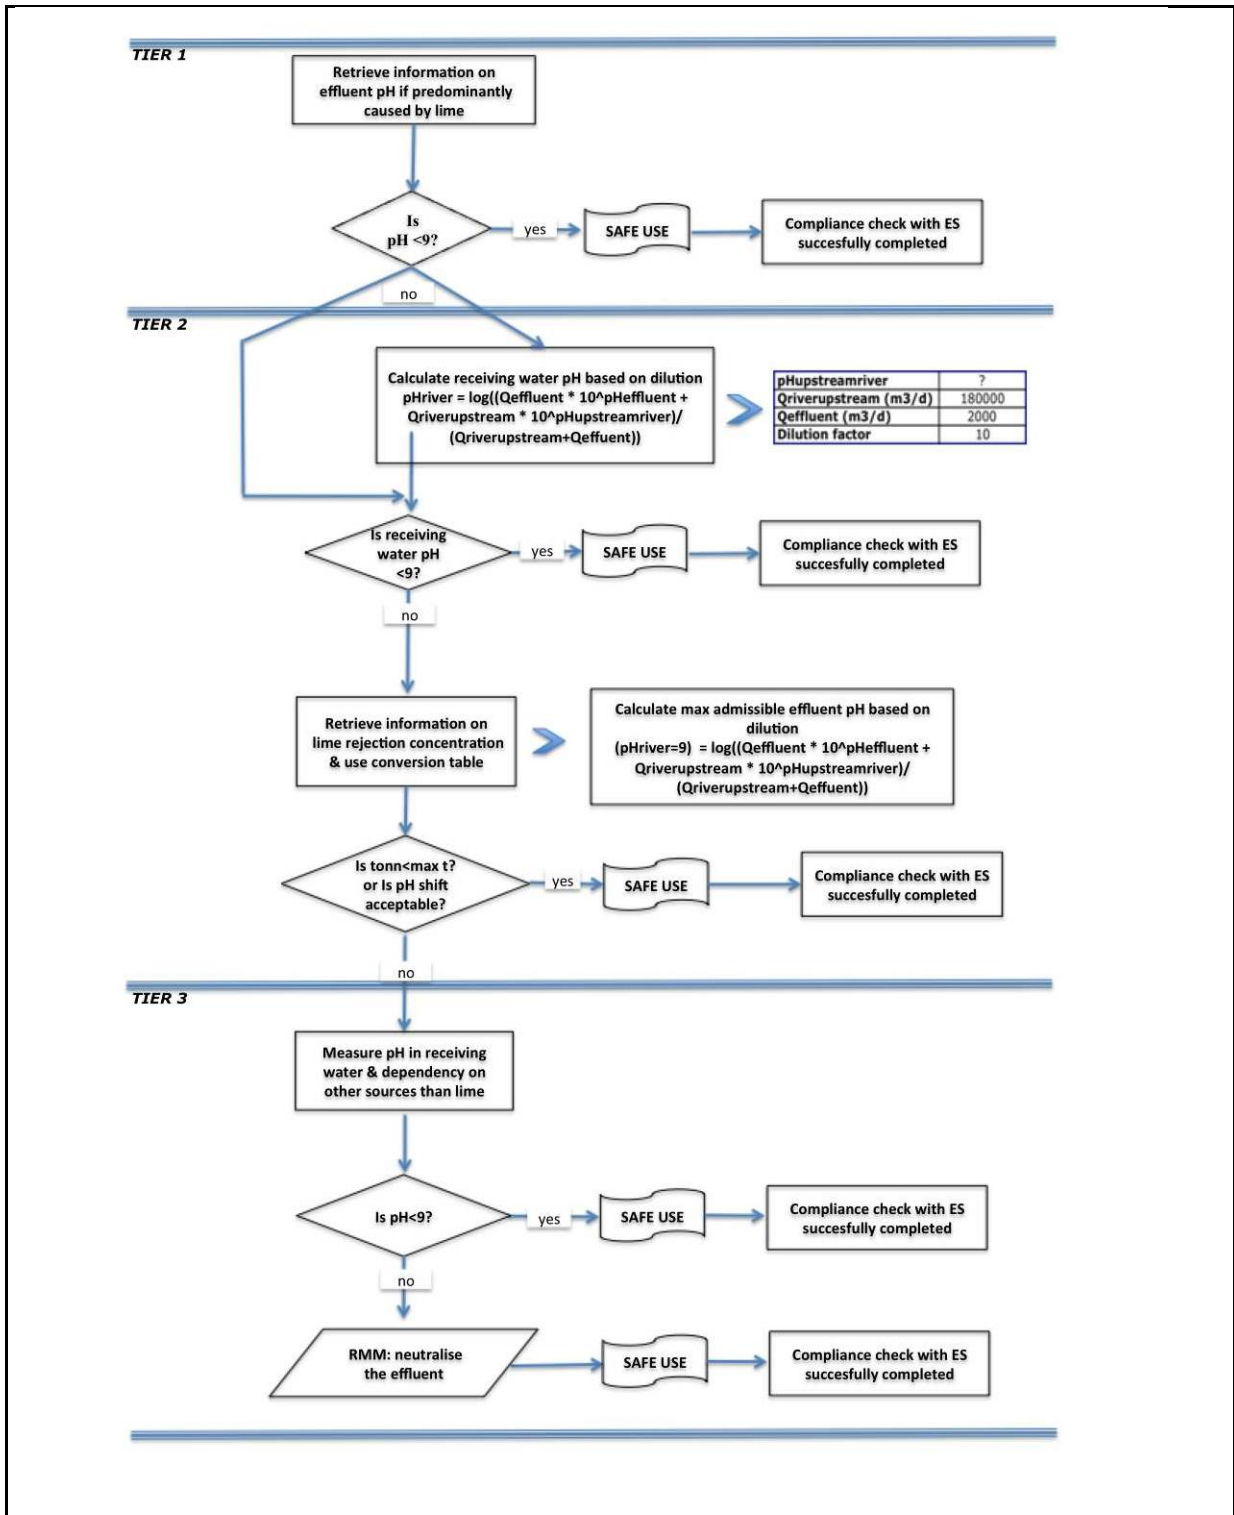 TIER 1
Retrieve information on
effluent pH if predominantly
caused by lime
Is
pH <9?
yes
SAFE USE
Compliance check with ES
succesfully completed
no
TIER 2
Calculate receiving water pH based on dilution
pHriver = log((Qeffluent * 10^pHeffluent +
Qriverupstream * 10^pHupstreamriver)/
(Qriverupstream+Qeffuent))
pHupstreamriver ?
Qriverupstream (m3/d) 180000
Qeffluent (m3/d) 2000
Dilution factor 10
Is receiving
water pH
<9?
yes
SAFE USE
Compliance check with ES
succesfully completed
no
Retrieve information on
lime rejection concentration
& use conversion table
Calculate max admissible effluent pH based on
dilution
(pHriver=9) = log((Qeffluent * 10^pHeffluent +
Qriverupstream * 10^pHupstreamriver)/
(Qriverupstream+Qeffuent))
Is tonn<max t?
or Is pH shift
acceptable?
yes
SAFE USE
Compliance check with ES
succesfully completed
no
TIER 3
Measure pH in receiving
water & dependency on
other sources than lime
Is pH<9?
yes
SAFE USE
Compliance check with ES
succesfully completed
no
RMM: neutralise
the effluent
SAFE USE
Compliance check with ES
succesfully completed